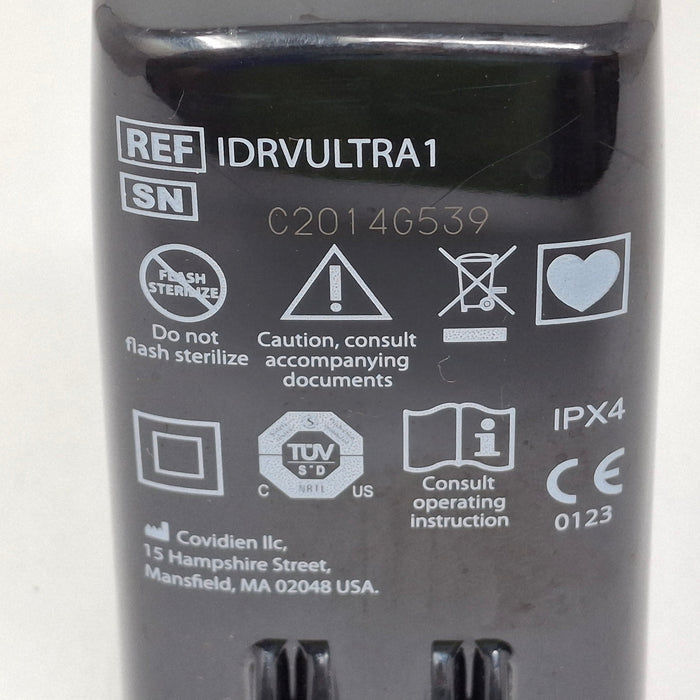 REF IDRVULTRA1
SN
C2014G539
FLASH
STERILIZE
Do not
flash sterilize
Caution, consult
accompanying
documents
TÜV
NRTL
C US
i
Consult
operating
instruction
IPX4
CE
0123
Covidien llc,
15 Hampshire Street,
Mansfield, MA 02048 USA.